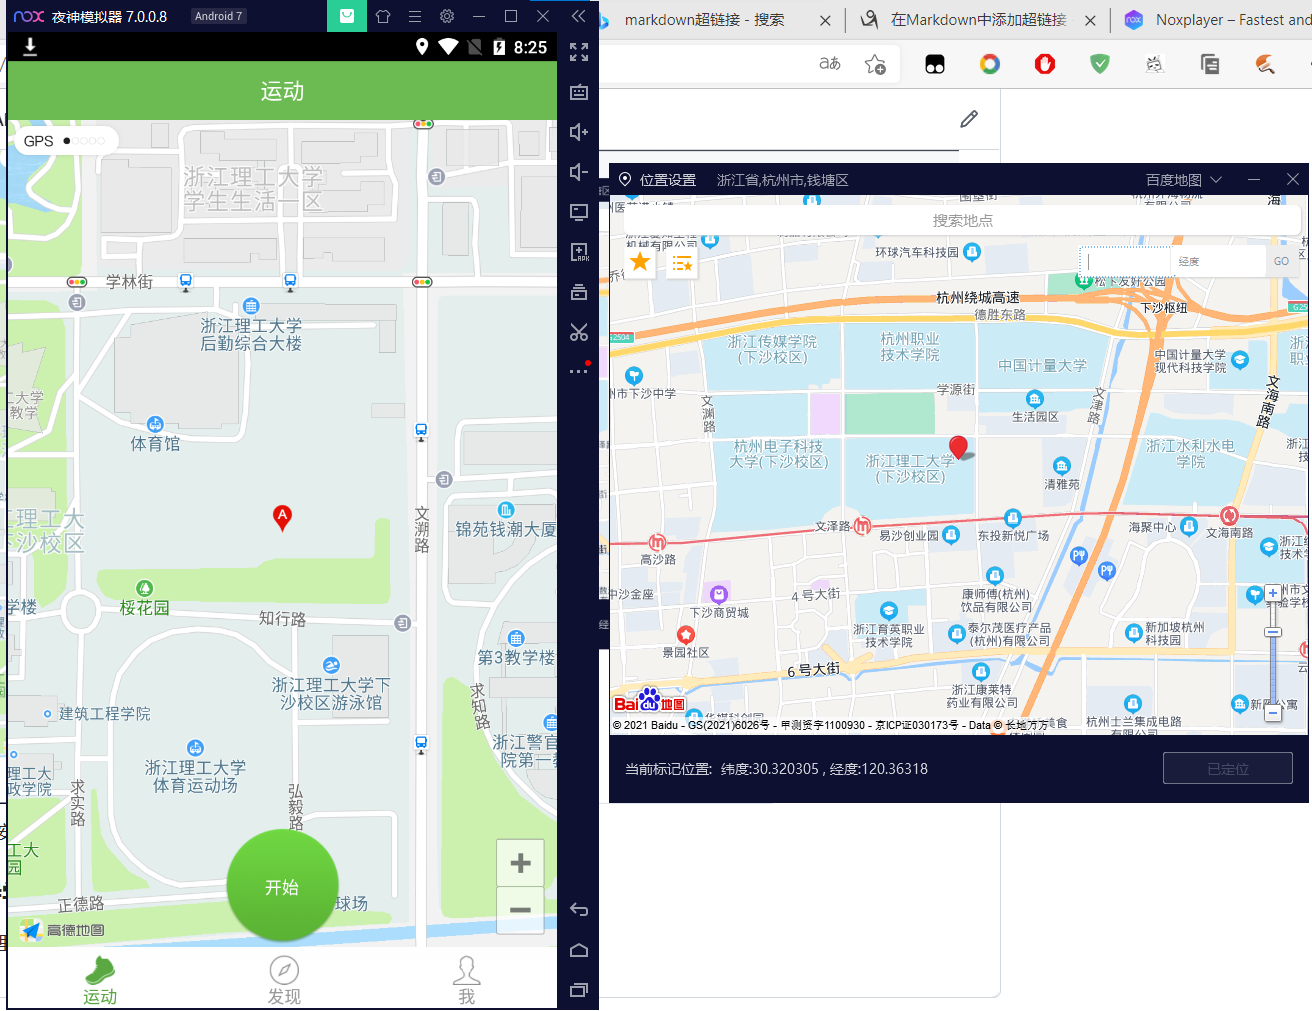 nox 夜神模拟器 7.0.0.8
Android 7
8:25
运动
GPS
浙江理工大学
学生生活一区
学林街
浙江理工大学
后勤综合大楼
体育馆
A
文溯路
锦苑钱潮大厦
桜花园
知行路
第3教学楼
浙江理工大学下
沙校区游泳馆
求知路
建筑工程学院
浙江理工大学
体育运动场
求实路
弘毅路
浙江警官
开始
正德路
球场
高德地图
运动
发现
我
markdown超链接 - 搜索
在Markdown中添加超链接
Noxplayer – Fastest and
位置设置
浙江省,杭州市,钱塘区
百度地图
搜索地点
经度
GO
环球汽车科技园
松下友好公园
杭州绕城高速
德胜东路
下沙枢纽
浙江传媒学院
(下沙校区)
杭州职业
技术学院
中国计量大学
中国计量大学
现代科技学院
州市下沙中学
文渊路
学源街
生活园区
文津路
文海南路
杭州电子科技
大学(下沙校区)
浙江理工大学
(下沙校区)
浙江水利水电
学院
清雅苑
文泽路
易沙创业园
东投新悦广场
海聚中心
文海南路
高沙路
中沙金座
下沙商贸城
4号大街
康师傅(杭州)
饮品有限公司
浙江育英职业
技术学院
泰尔茂医疗产品
(杭州)有限公司
新加坡杭州
科技园
景园社区
6号大街
浙江康莱特
药业有限公司
杭州士兰集成电路
Bai du 地图
© 2021 Baidu - GS(2021)6026号 - 甲测资字1100930 - 京ICP证030173号 - Data © 长地万方
当前标记位置: 纬度:30.320305 , 经度:120.36318
已定位